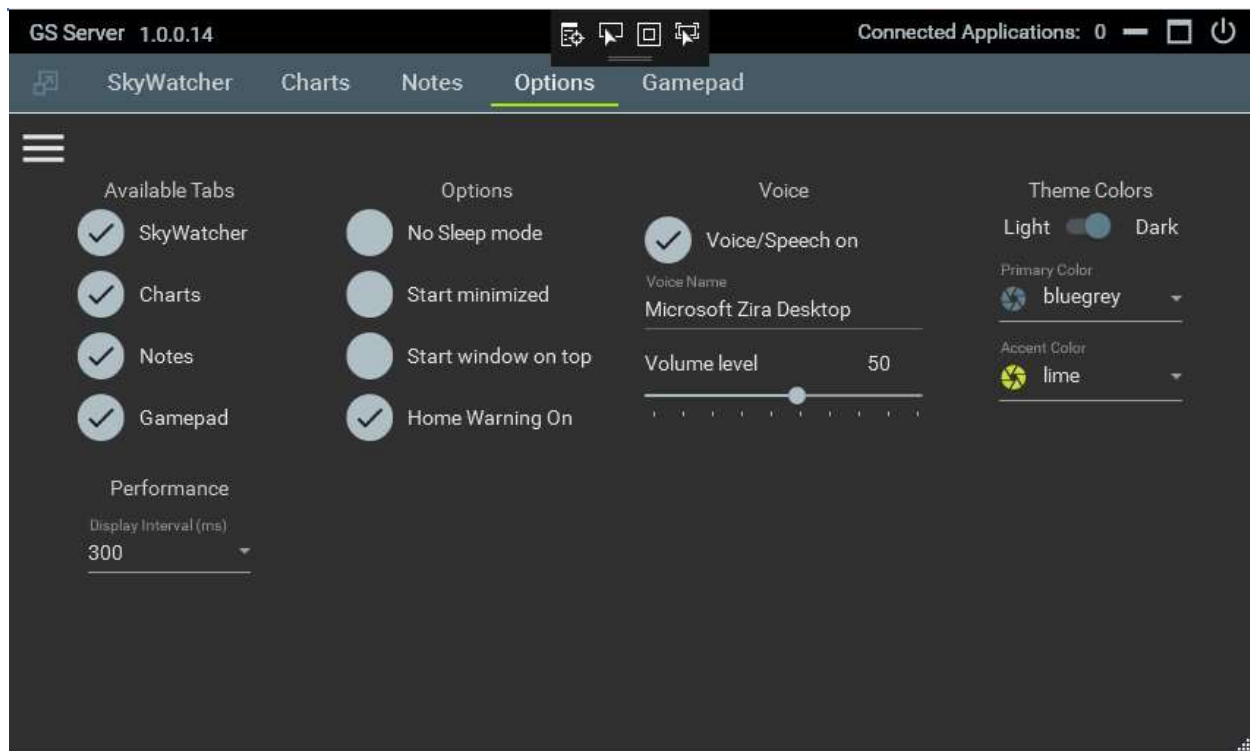 GS Server 1.0.0.14 Connected Applications: 0
SkyWatcher Charts Notes Options Gamepad
Available Tabs
SkyWatcher
Charts
Notes
Gamepad
Options
No Sleep mode
Start minimized
Start window on top
Home Warning On
Voice
Voice/Speech on
Voice Name
Microsoft Zira Desktop
Volume level 50
Theme Colors
Light Dark
Primary Color
bluegrey
Accent Color
lime
Performance
Display Interval (ms)
300